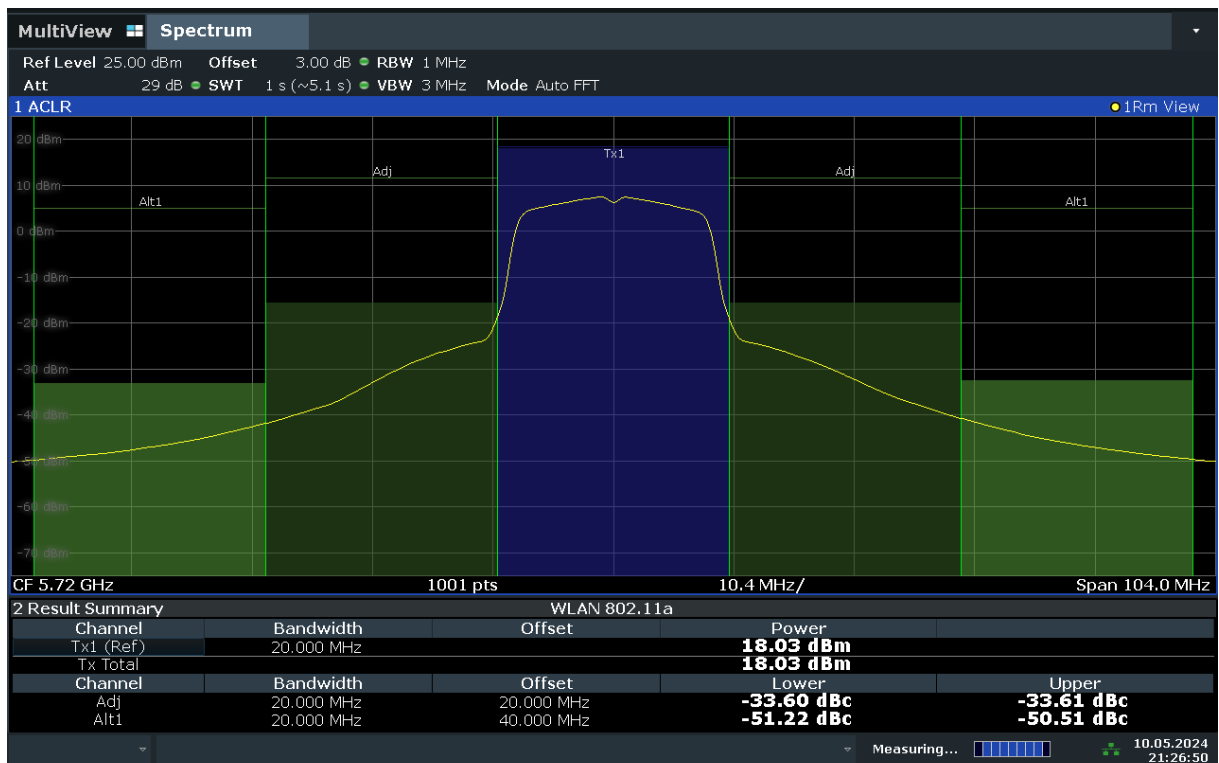 MultiView Spectrum
Ref Level 25.00 dBm Offset 3.00 dB RBW 1 MHz
Att 29 dB SWT 1 s (~5.1 s) VBW 3 MHz Mode Auto FFT
1 ACLR 1Rm View
20 dBm
Tx1
Adj Adj
10 dBm
Alt1 Alt1
0 dBm
-10 dBm
-20 dBm
-30 dBm
-40 dBm
-50 dBm
-60 dBm
-70 dBm
CF 5.72 GHz 1001 pts 10.4 MHz/ Span 104.0 MHz
2 Result Summary WLAN 802.11a
Channel Bandwidth Offset Power
Tx1 (Ref) 20.000 MHz 18.03 dBm
Tx Total 18.03 dBm
Channel Bandwidth Offset Lower Upper
Adj 20.000 MHz 20.000 MHz -33.60 dBc -33.61 dBc
Alt1 20.000 MHz 40.000 MHz -51.22 dBc -50.51 dBc
Measuring... 10.05.2024
21:26:50